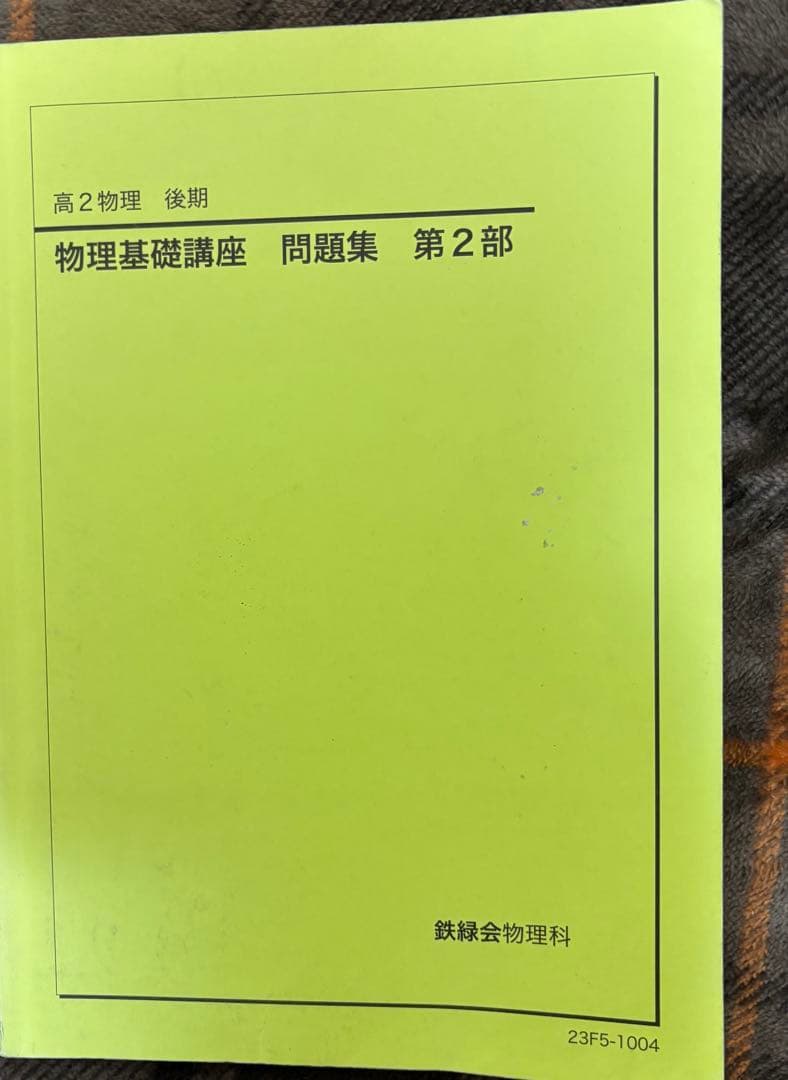 高2物理　後期
物理基礎講座　問題集　第2部
鉄緑会物理科
23F5-1004